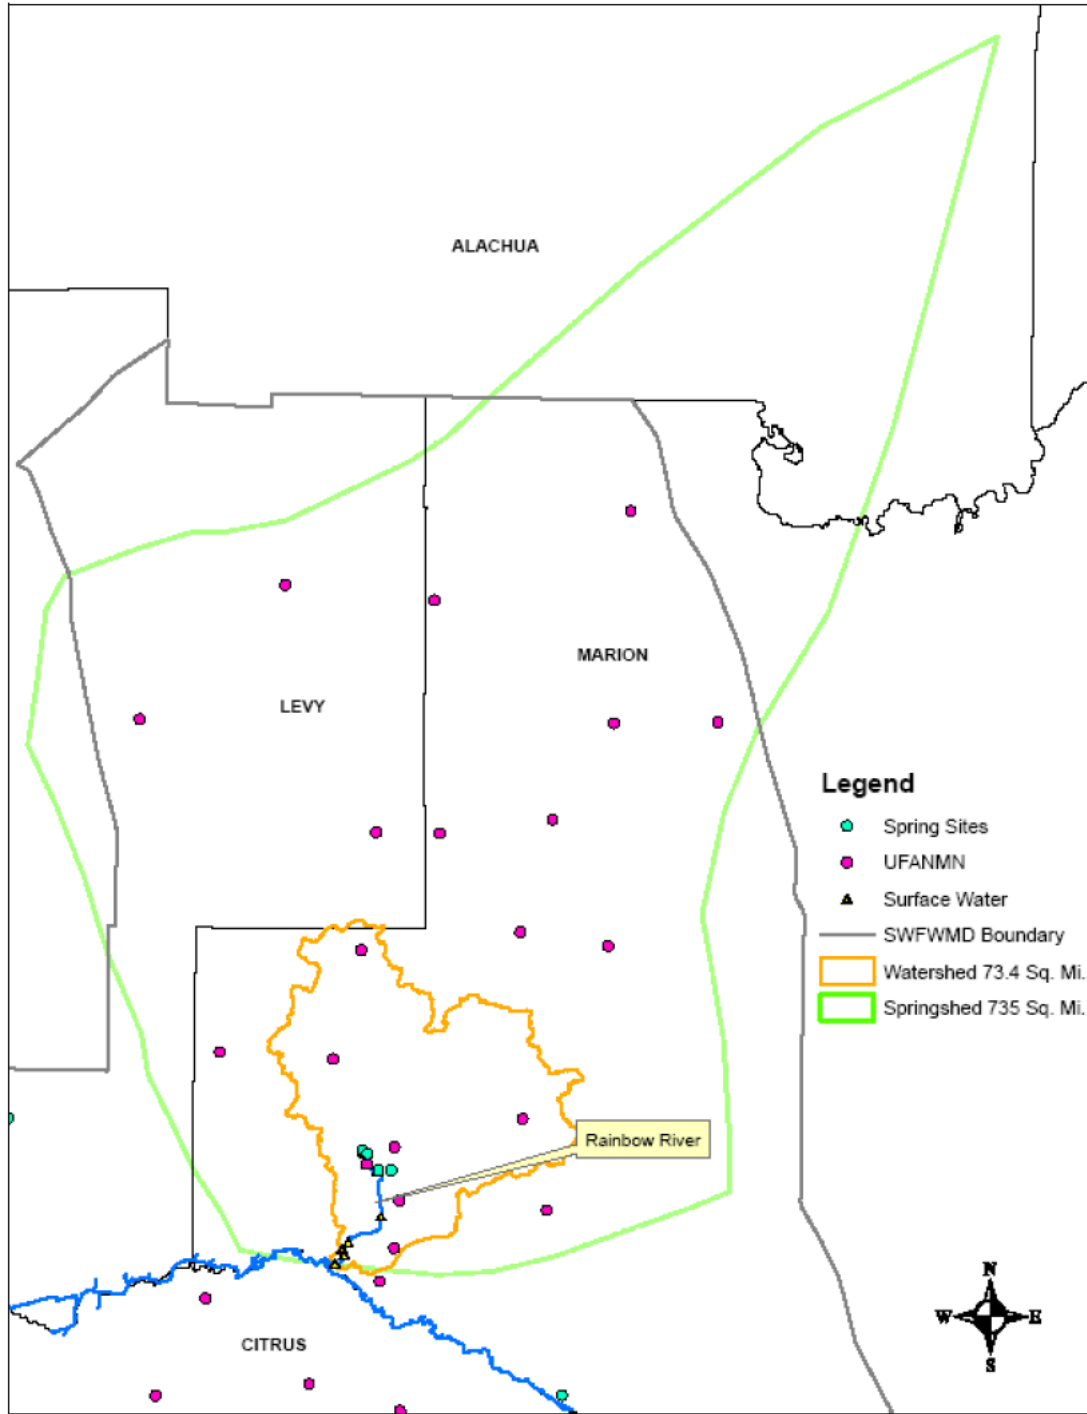 ALACHUA
MARION
LEVY
Legend
Spring Sites
UFANMN
Surface Water
SWFWMD Boundary
Watershed 73.4 Sq. Mi.
Springshed 735 Sq. Mi.
Rainbow River
N
W
E
S
CITRUS